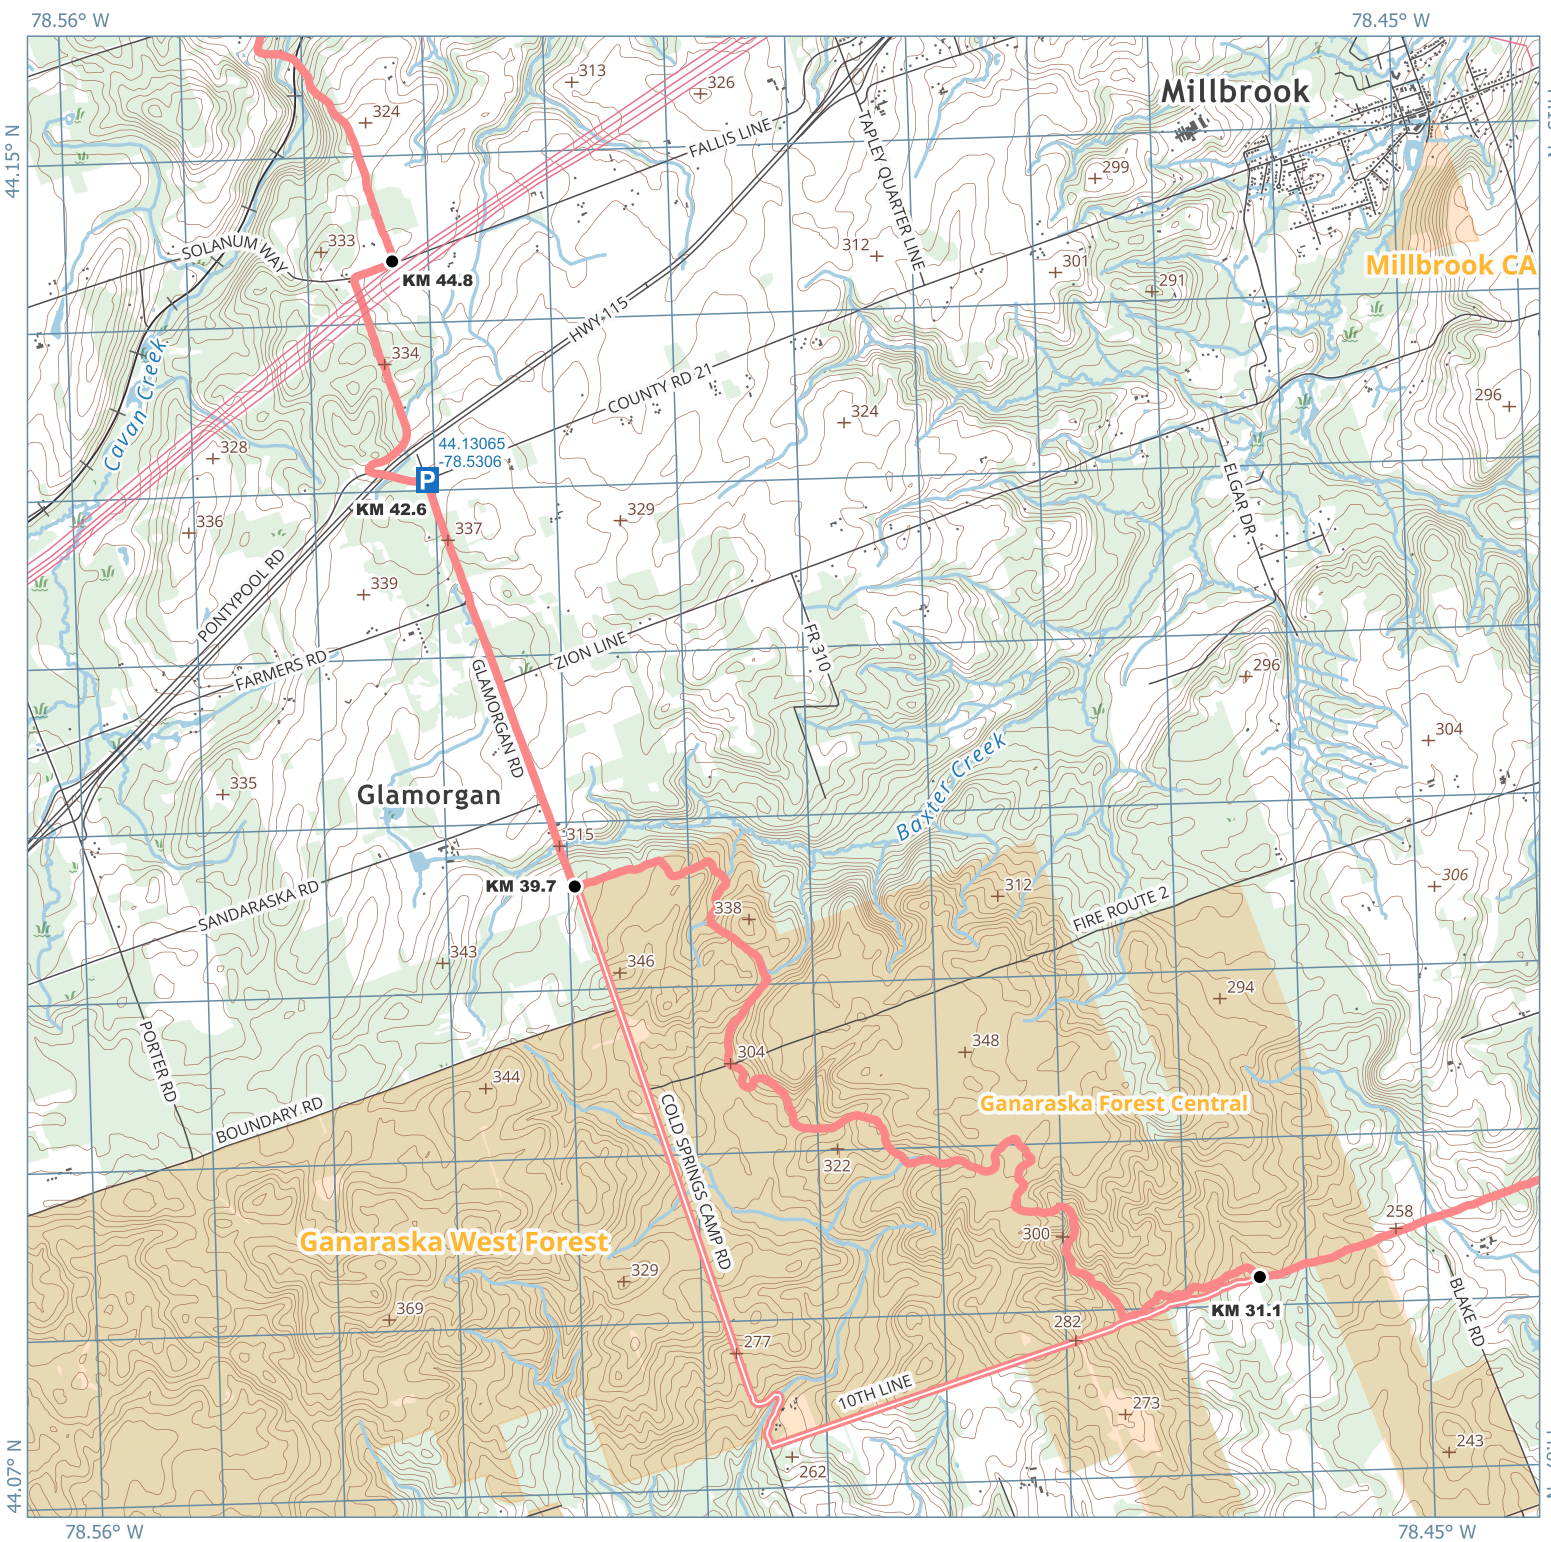 78.56° W
78.45° W
313
326
Millbrook
324
FALLIS LINE
TAPLEY QUARTER LINE
44.15° N
299
333
SOLANUM WAY
312
301
291
Millbrook CA
KM 44.8
HWY 115
334
Cavan Creek
COUNTY RD 21
324
296
44.13065
-78.5306
328
P
ELGAR DR
KM 42.6
336
329
337
PONTYPOOL RD
339
FARMERS RD
ZION LINE
FR 310
GLAMORGAN RD
296
304
Baxter Creek
335
Glamorgan
315
KM 39.7
SANDARASKA RD
338
312
306
FIRE ROUTE 2
343
346
294
PORTER RD
304
348
344
Ganaraska Forest Central
BOUNDARY RD
COLD SPRINGS CAMP RD
322
258
300
Ganaraska West Forest
329
KM 31.1
BLAKE RD
369
282
277
10TH LINE
273
243
262
44.07° N
78.56° W
78.45° W